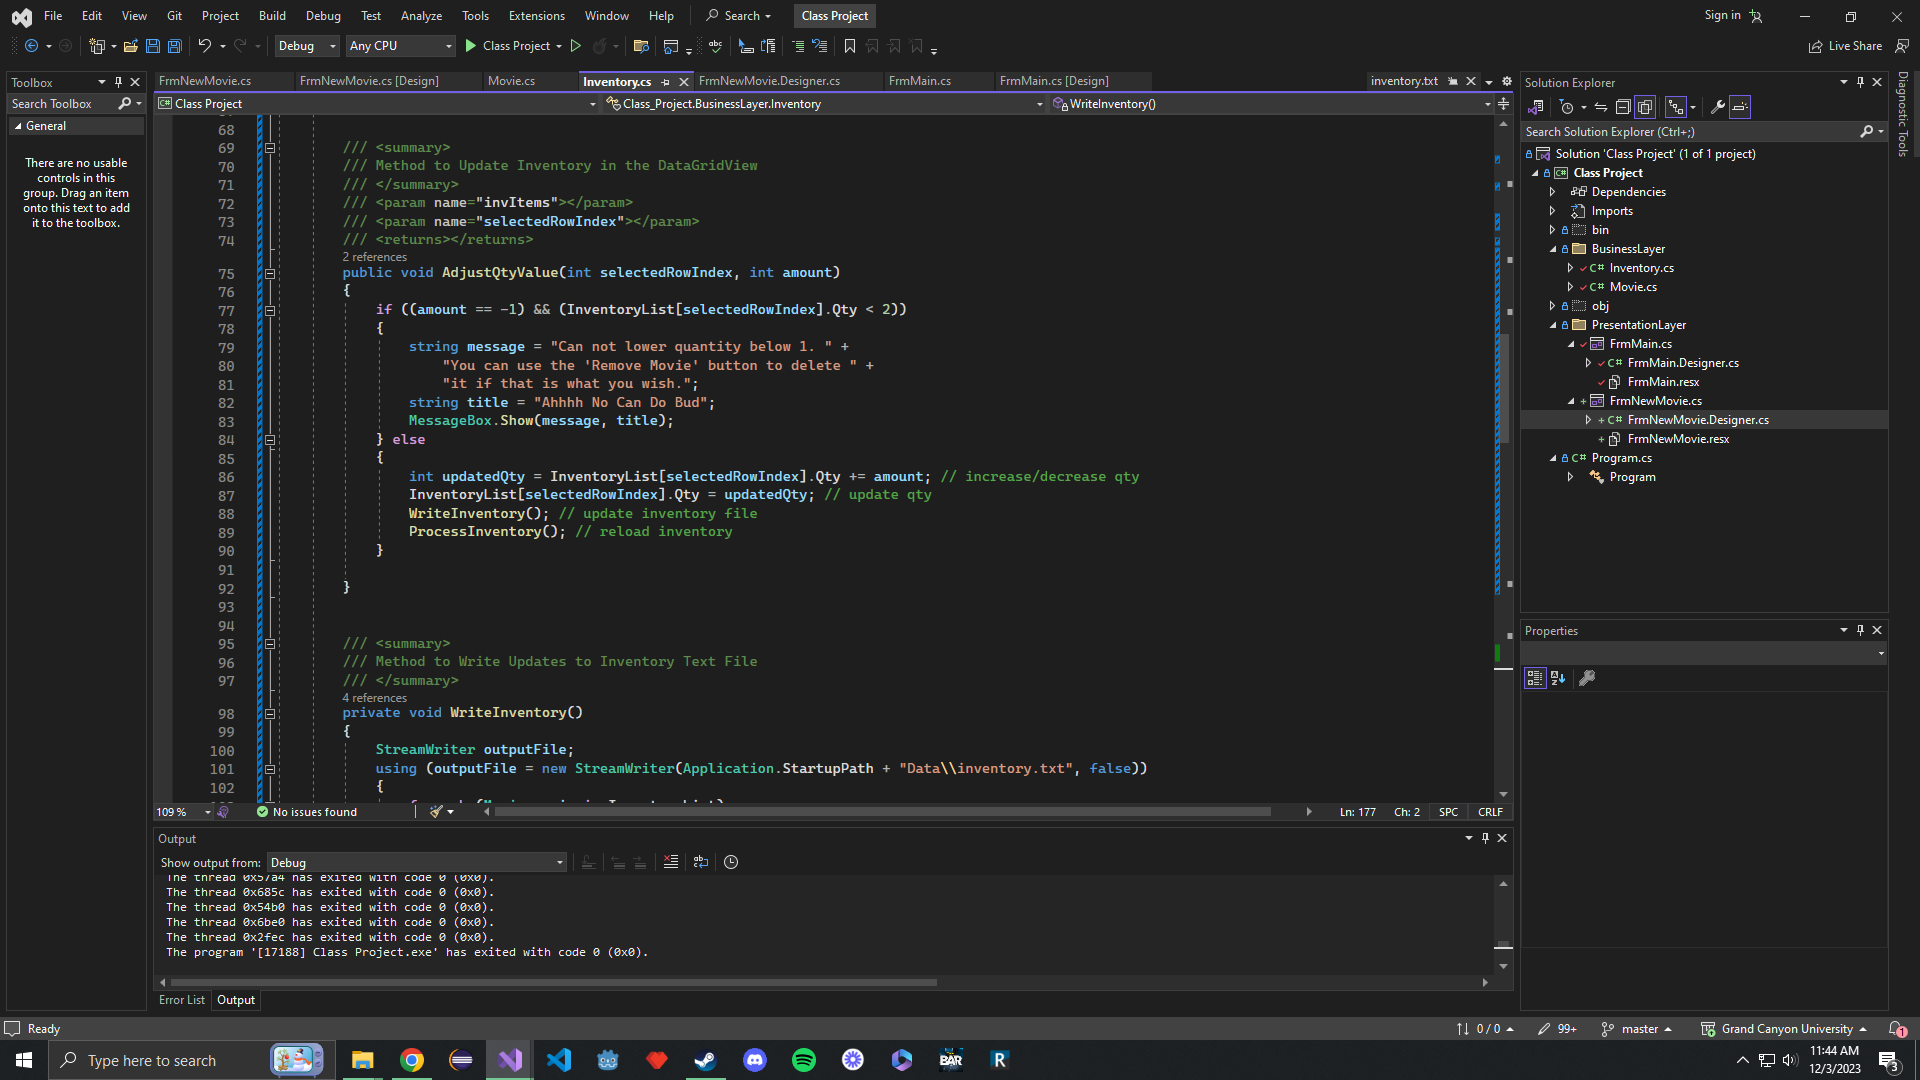 File Edit View Git Project Build Debug Test Analyze Tools Extensions Window Help Search Class Project Sign in
Debug Any CPU Class Project Live Share
Toolbox
Search Toolbox
General
There are no usable
controls in this
group. Drag an item
onto this text to add
it to the toolbox.
FrmNewMovie.cs FrmNewMovie.cs [Design] Movie.cs Inventory.cs FrmNewMovie.Designer.cs FrmMain.cs FrmMain.cs [Design] inventory.txt
Class Project Class_Project.BusinessLayer.Inventory WriteInventory()
68
69 /// <summary>
70 /// Method to Update Inventory in the DataGridView
71 /// </summary>
72 /// <param name="invItems"></param>
73 /// <param name="selectedRowIndex"></param>
74 /// <returns></returns>
2 references
75 public void AdjustQtyValue(int selectedRowIndex, int amount)
76 {
77 if ((amount == -1) && (InventoryList[selectedRowIndex].Qty < 2))
78 {
79 string message = "Can not lower quantity below 1. " +
80 "You can use the 'Remove Movie' button to delete " +
81 "it if that is what you wish.";
82 string title = "Ahhhh No Can Do Bud";
83 MessageBox.Show(message, title);
84 } else
85 {
86 int updatedQty = InventoryList[selectedRowIndex].Qty += amount; // increase/decrease qty
87 InventoryList[selectedRowIndex].Qty = updatedQty; // update qty
88 WriteInventory(); // update inventory file
89 ProcessInventory(); // reload inventory
90 }
91
92 }
93
94
95 /// <summary>
96 /// Method to Write Updates to Inventory Text File
97 /// </summary>
4 references
98 private void WriteInventory()
99 {
100 StreamWriter outputFile;
101 using (outputFile = new StreamWriter(Application.StartupPath + "Data\\inventory.txt", false))
102 {
109 % No issues found Ln: 177 Ch: 2 SPC CRLF
Output
Show output from: Debug
The thread 0x57a4 has exited with code 0 (0x0).
The thread 0x685c has exited with code 0 (0x0).
The thread 0x54b0 has exited with code 0 (0x0).
The thread 0x6be0 has exited with code 0 (0x0).
The thread 0x2fec has exited with code 0 (0x0).
The program '[17188] Class Project.exe' has exited with code 0 (0x0).
Error List Output
Solution Explorer
Search Solution Explorer (Ctrl+;)
Solution 'Class Project' (1 of 1 project)
Class Project
Dependencies
Imports
bin
BusinessLayer
C# Inventory.cs
C# Movie.cs
obj
PresentationLayer
FrmMain.cs
C# FrmMain.Designer.cs
FrmMain.resx
FrmNewMovie.cs
C# FrmNewMovie.Designer.cs
FrmNewMovie.resx
C# Program.cs
Program
Properties
Diagnostic Tools
Ready 0 / 0 99+ master Grand Canyon University 1
Type here to search BAR R 11:44 AM
12/3/2023 3